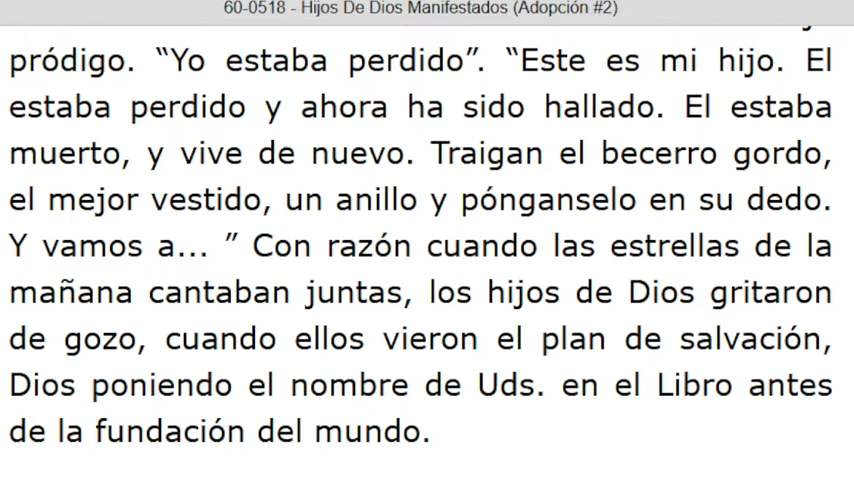 60-0518 - Hijos De Dios Manifestados (Adopción #2)
pródigo. “Yo estaba perdido”. “Este es mi hijo. El
estaba perdido y ahora ha sido hallado. El estaba
muerto, y vive de nuevo. Traigan el becerro gordo,
el mejor vestido, un anillo y pónganselo en su dedo.
Y vamos a... ” Con razón cuando las estrellas de la
mañana cantaban juntas, los hijos de Dios gritaron
de gozo, cuando ellos vieron el plan de salvación,
Dios poniendo el nombre de Uds. en el Libro antes
de la fundación del mundo.